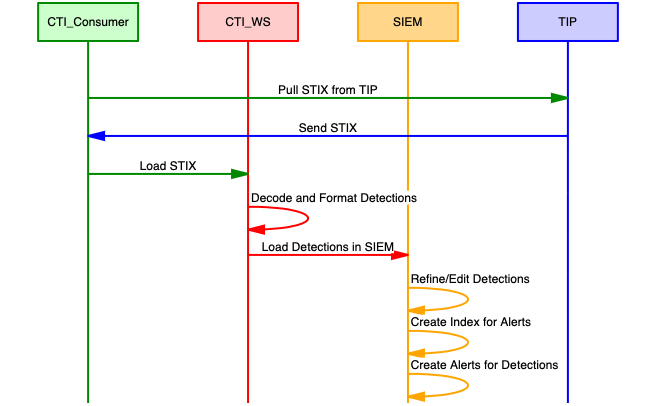 CTI_Consumer
CTI_WS
SIEM
TIP
Pull STIX from TIP
Send STIX
Load STIX
Decode and Format Detections
Load Detections in SIEM
Refine/Edit Detections
Create Index for Alerts
Create Alerts for Detections